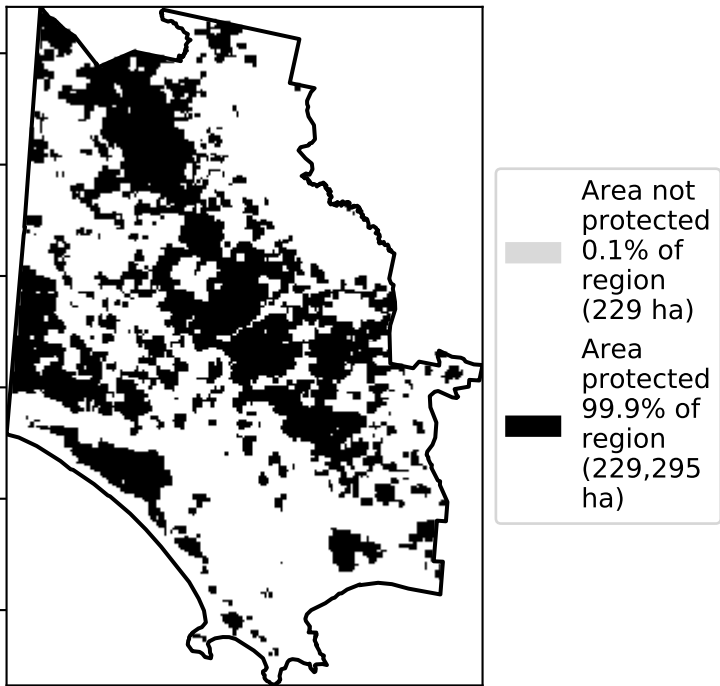 Area not
protected
0.1% of
region
(229 ha)
Area
protected
99.9% of
region
(229,295
ha)